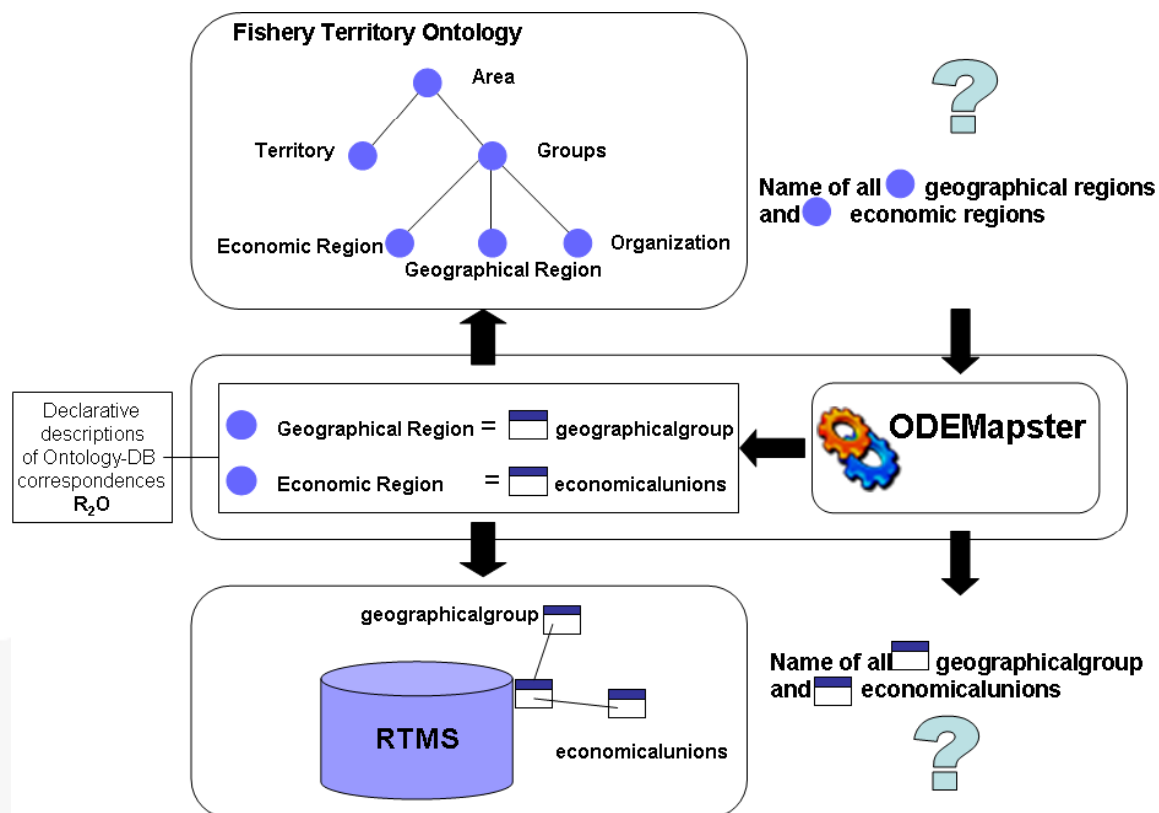 Fishery Territory Ontology
Area
Territory
Groups
Economic Region
Geographical Region
Organization
?
Name of all geographical regions
and economic regions
Declarative
descriptions
of Ontology-DB
correspondences
R₂O
Geographical Region = geographicalgroup
Economic Region = economicalunions
ODEMapster
geographicalgroup
RTMS
economicalunions
Name of all geographicalgroup
and economicalunions
?